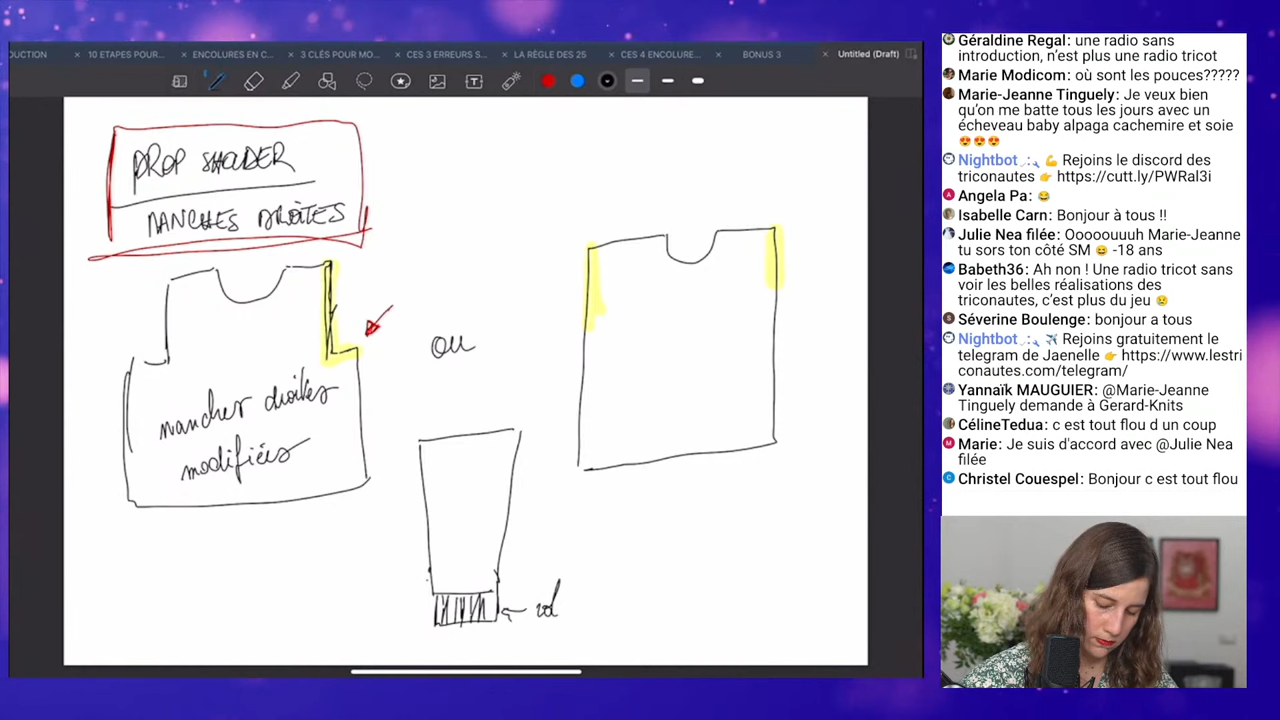 DUCTION
10 ETAPES POUR...
ENCOLURES EN C...
3 CLÉS POUR MO...
CES 3 ERREURS S...
LA RÈGLE DES 25
CES 4 ENCOLURE...
BONUS 3
Untitled (Draft)
DROP SHOUDER
MANCHES DROITES
manches droites
modifiées
ou
Géraldine Regal: une radio sans
introduction, n'est plus une radio tricot
Marie Modicom: où sont les pouces?????
Marie-Jeanne Tinguely: Je veux bien
qu'on me batte tous les jours avec un
écheveau baby alpaga cachemire et soie
😍😍😍
Nightbot: 💪 Rejoins le discord des
triconautes 👉 https://cutt.ly/PWRal3i
Angela Pa: 😂
Isabelle Carn: Bonjour à tous !!
Julie Nea filée: Ooooouuuh Marie-Jeanne
tu sors ton côté SM 😆 -18 ans
Babeth36: Ah non ! Une radio tricot sans
voir les belles réalisations des
triconautes, c'est plus du jeu 😢
Séverine Boulenge: bonjour a tous
Nightbot: ✈️ Rejoins gratuitement le
telegram de Jaenelle 👉 https://www.lestri
conautes.com/telegram/
Yannaïk MAUGUIER: @Marie-Jeanne
Tinguely demande à Gerard-Knits
CélineTedua: c est tout flou d un coup
Marie: Je suis d'accord avec @Julie Nea
filée
Christel Couespel: Bonjour c est tout flou